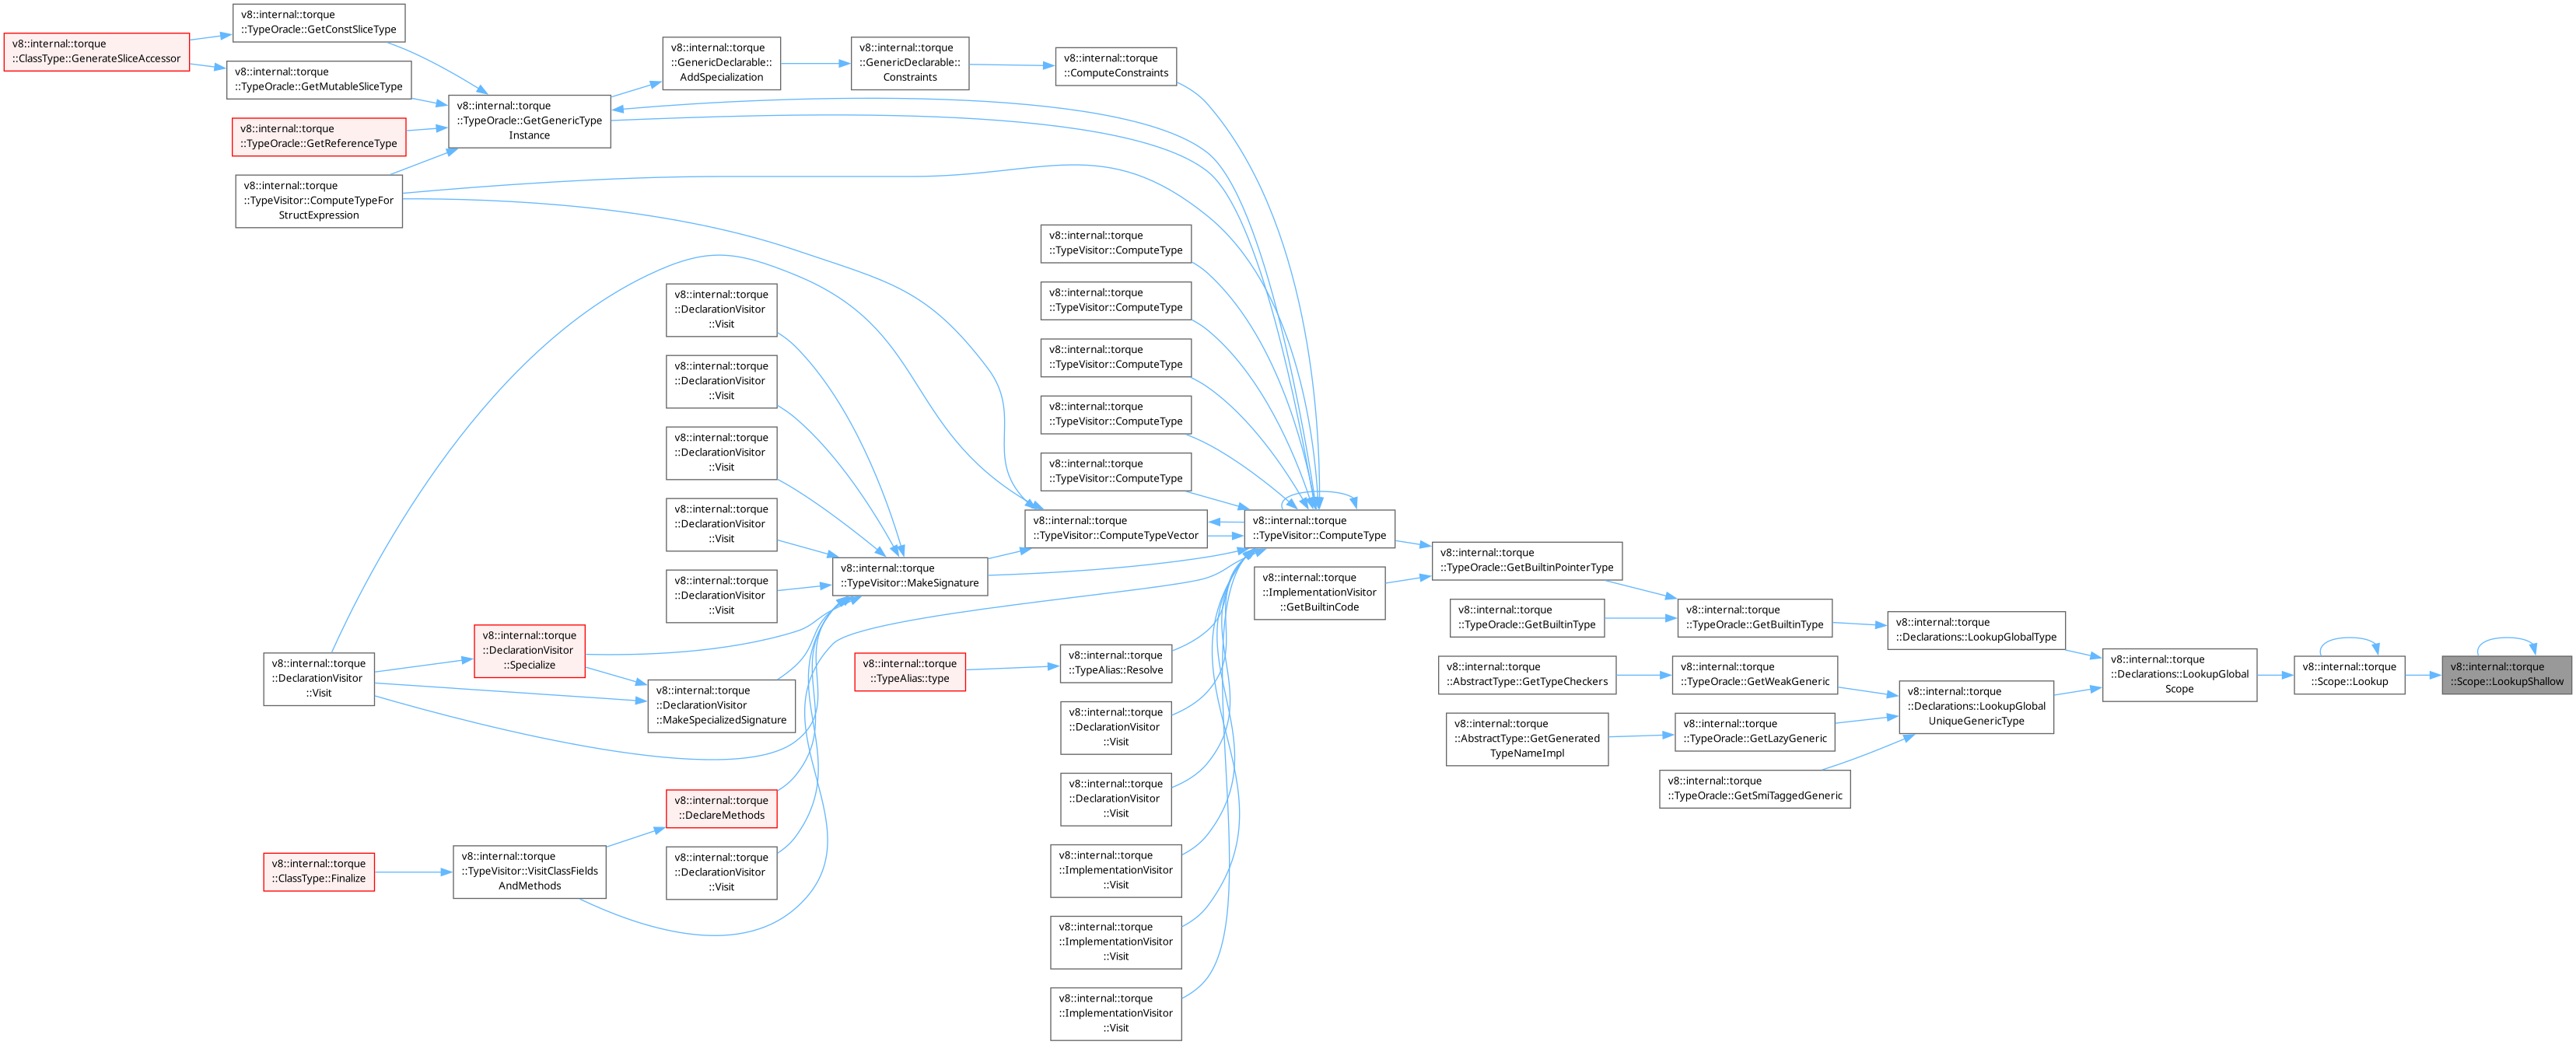 v8::internal::torque
::ClassType::GenerateSliceAccessor
v8::internal::torque
::TypeOracle::GetConstSliceType
v8::internal::torque
::TypeOracle::GetMutableSliceType
v8::internal::torque
::TypeOracle::GetReferenceType
v8::internal::torque
::TypeVisitor::ComputeTypeFor
StructExpression
v8::internal::torque
::TypeOracle::GetGenericType
Instance
v8::internal::torque
::GenericDeclarable::
AddSpecialization
v8::internal::torque
::GenericDeclarable::
Constraints
v8::internal::torque
::ComputeConstraints
v8::internal::torque
::TypeVisitor::ComputeType
v8::internal::torque
::TypeVisitor::ComputeType
v8::internal::torque
::TypeVisitor::ComputeType
v8::internal::torque
::TypeVisitor::ComputeType
v8::internal::torque
::TypeVisitor::ComputeType
v8::internal::torque
::TypeVisitor::ComputeTypeVector
v8::internal::torque
::TypeVisitor::ComputeType
v8::internal::torque
::DeclarationVisitor
::Visit
v8::internal::torque
::DeclarationVisitor
::Visit
v8::internal::torque
::DeclarationVisitor
::Visit
v8::internal::torque
::DeclarationVisitor
::Visit
v8::internal::torque
::DeclarationVisitor
::Visit
v8::internal::torque
::TypeVisitor::MakeSignature
v8::internal::torque
::DeclarationVisitor
::Visit
v8::internal::torque
::DeclarationVisitor
::Specialize
v8::internal::torque
::DeclarationVisitor
::MakeSpecializedSignature
v8::internal::torque
::DeclareMethods
v8::internal::torque
::DeclarationVisitor
::Visit
v8::internal::torque
::ClassType::Finalize
v8::internal::torque
::TypeVisitor::VisitClassFields
AndMethods
v8::internal::torque
::TypeAlias::type
v8::internal::torque
::TypeAlias::Resolve
v8::internal::torque
::DeclarationVisitor
::Visit
v8::internal::torque
::DeclarationVisitor
::Visit
v8::internal::torque
::ImplementationVisitor
::Visit
v8::internal::torque
::ImplementationVisitor
::Visit
v8::internal::torque
::ImplementationVisitor
::Visit
v8::internal::torque
::ImplementationVisitor
::GetBuiltinCode
v8::internal::torque
::TypeOracle::GetBuiltinPointerType
v8::internal::torque
::TypeOracle::GetBuiltinType
v8::internal::torque
::TypeOracle::GetBuiltinType
v8::internal::torque
::AbstractType::GetTypeCheckers
v8::internal::torque
::TypeOracle::GetWeakGeneric
v8::internal::torque
::AbstractType::GetGenerated
TypeNameImpl
v8::internal::torque
::TypeOracle::GetLazyGeneric
v8::internal::torque
::TypeOracle::GetSmiTaggedGeneric
v8::internal::torque
::Declarations::LookupGlobalType
v8::internal::torque
::Declarations::LookupGlobal
UniqueGenericType
v8::internal::torque
::Declarations::LookupGlobal
Scope
v8::internal::torque
::Scope::Lookup
v8::internal::torque
::Scope::LookupShallow